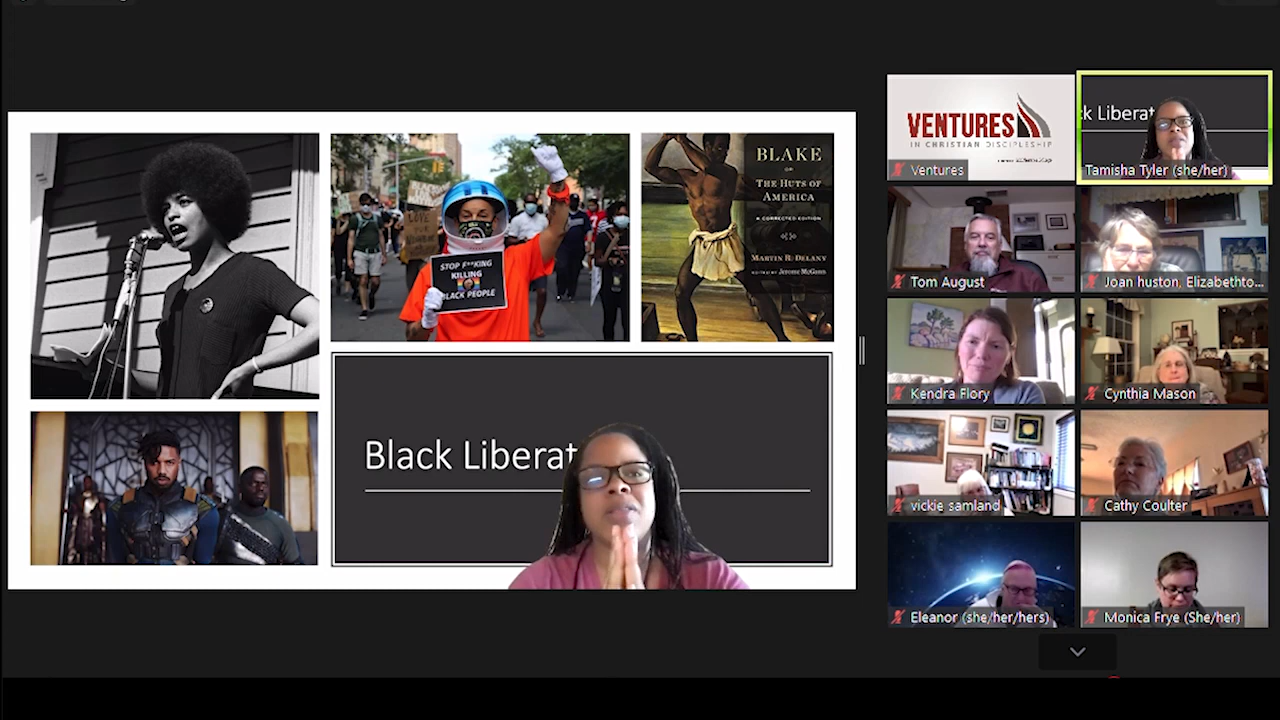 LOVE
STOP F**KING
KILLING
BLACK PEOPLE
BLAKE
OR
THE HUTS OF
AMERICA
A CORRECTED EDITION
MARTIN R. DELANY
EDITED BY Jerome McGann
Black Liberat
VENTURES
IN CHRISTIAN DISCIPLESHIP
Ventures
ck Liberat
Tamisha Tyler (she/her)
Tom August
Joan huston, Elizabethto...
Kendra Flory
Cynthia Mason
vickie samland
Cathy Coulter
Eleanor (she/her/hers)
Monica Frye (She/her)